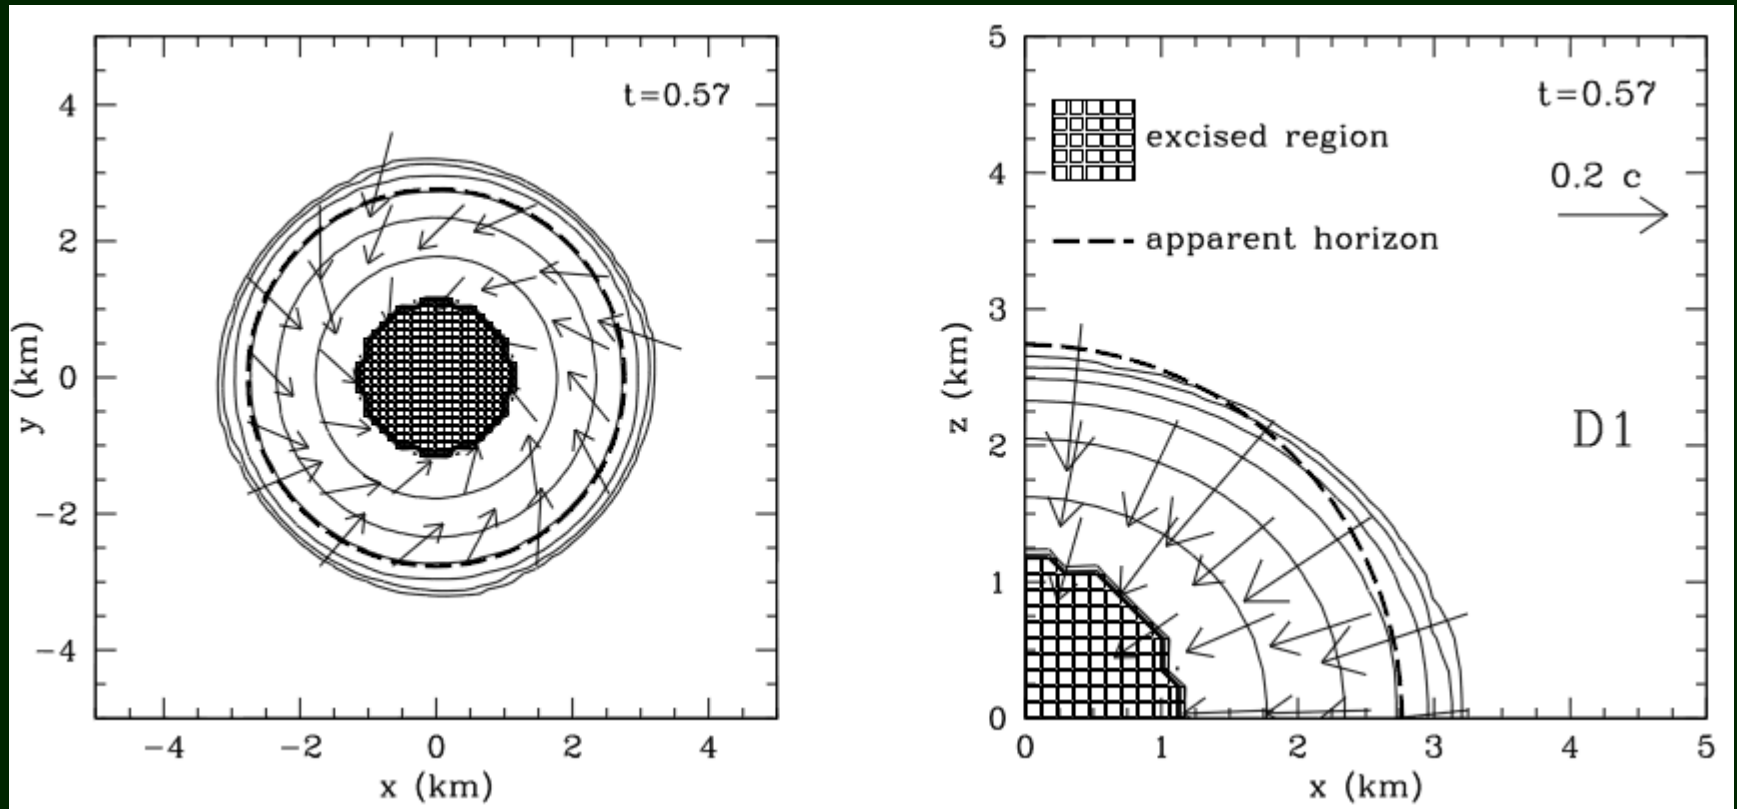 t=0.57
4
2
0
−2
−4
y (km)
−4 −2 0 2 4
x (km)
5
4
3
2
1
0
z (km)
t=0.57
excised region
0.2 c
apparent horizon
D1
0 1 2 3 4 5
x (km)